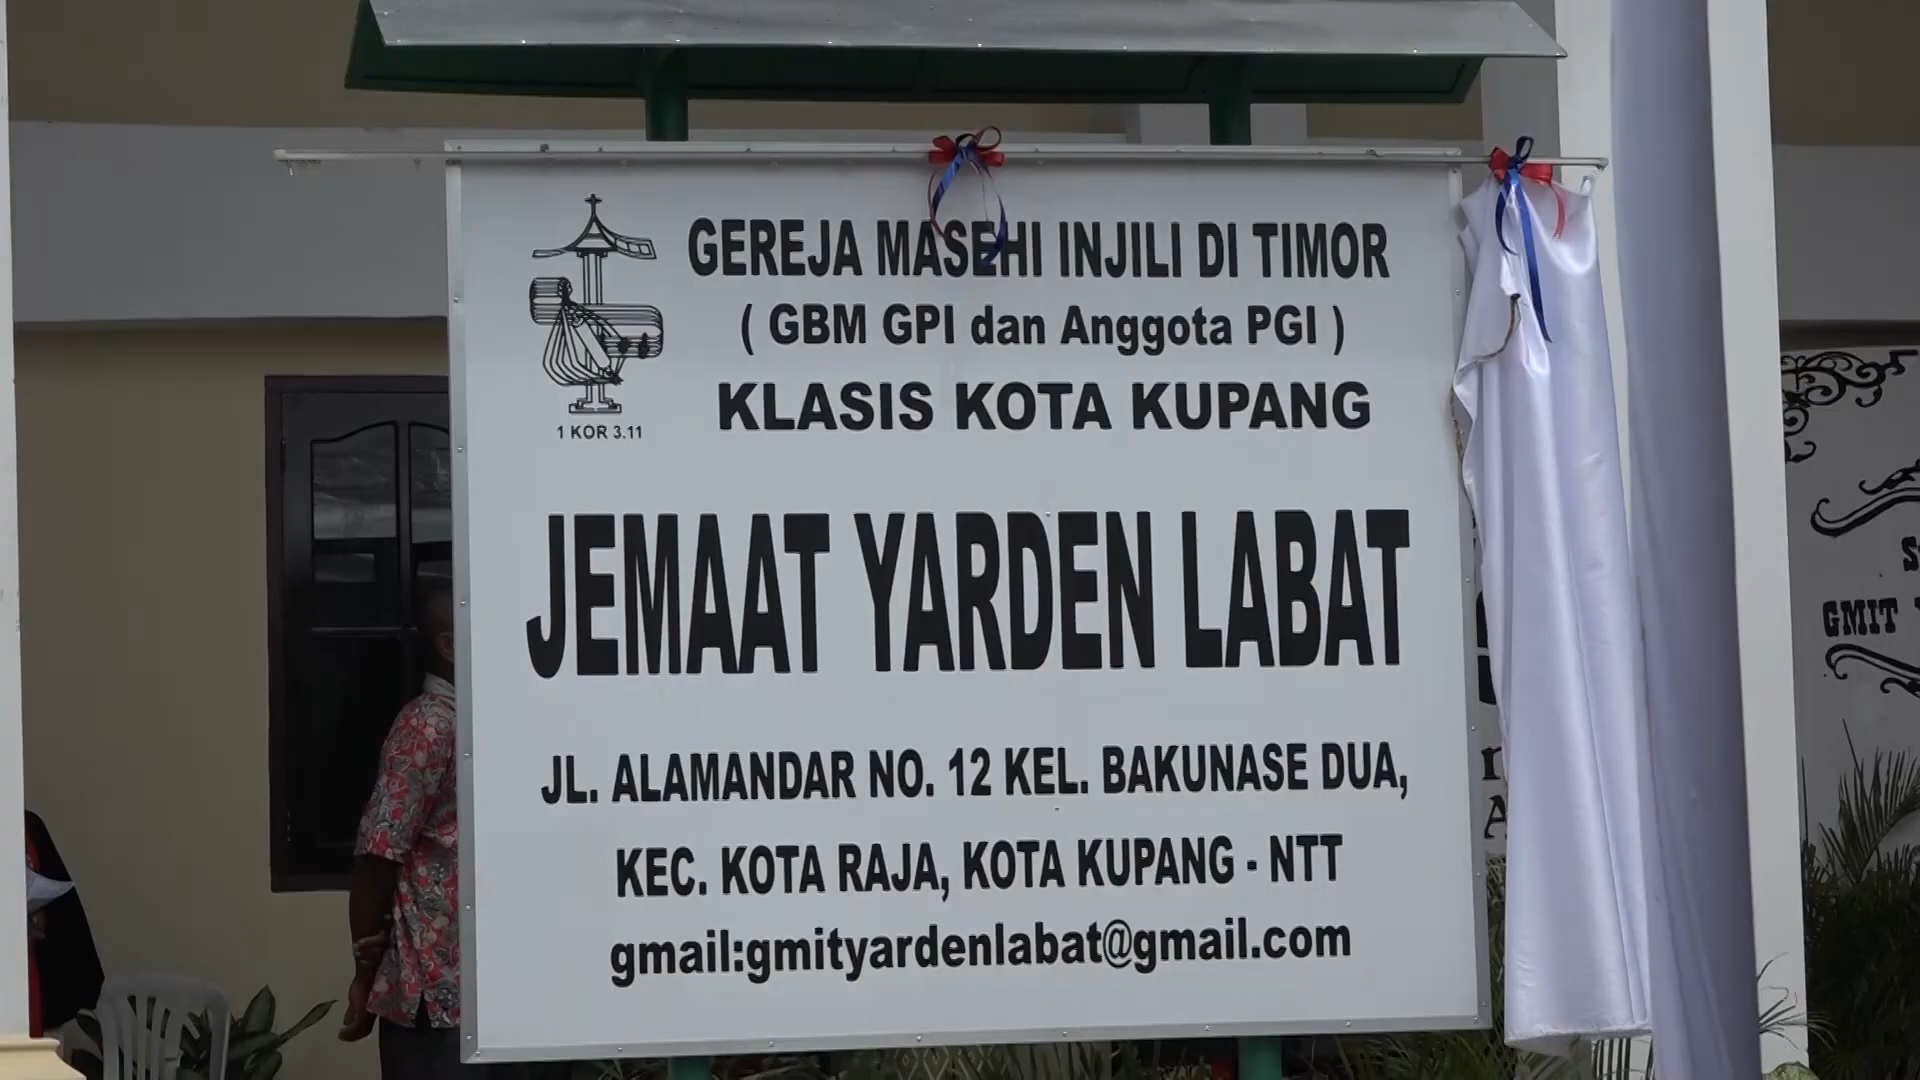 GEREJA MASEHI INJILI DI TIMOR
( GBM GPI dan Anggota PGI )
KLASIS KOTA KUPANG
1 KOR 3.11
JEMAAT YARDEN LABAT
JL. ALAMANDAR NO. 12 KEL. BAKUNASE DUA,
KEC. KOTA RAJA, KOTA KUPANG - NTT
gmail:gmityardenlabat@gmail.com
GMIT